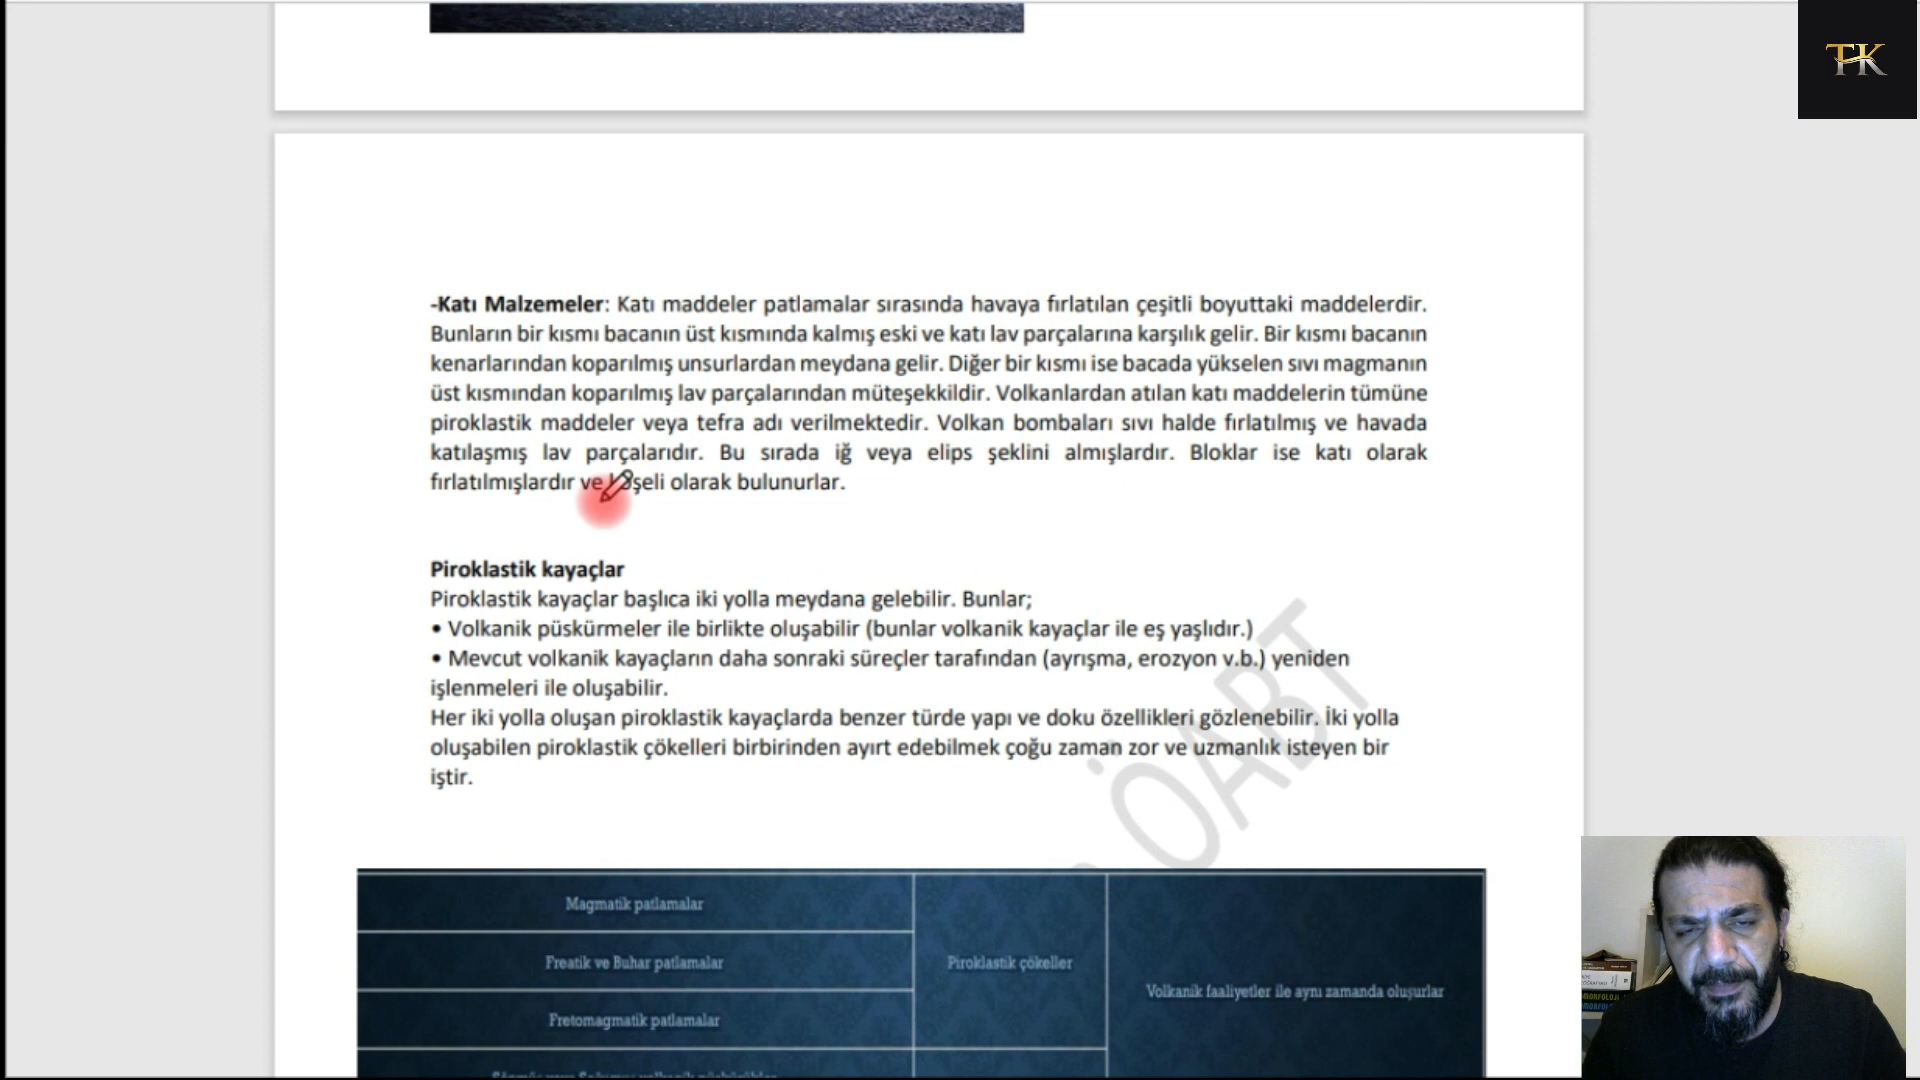 TK
-Katı Malzemeler: Katı maddeler patlamalar sırasında havaya fırlatılan çeşitli boyuttaki maddelerdir.
Bunların bir kısmı bacanın üst kısmında kalmış eski ve katı lav parçalarına karşılık gelir. Bir kısmı bacanın
kenarlarından koparılmış unsurlardan meydana gelir. Diğer bir kısmı ise bacada yükselen sıvı magmanın
üst kısmından koparılmış lav parçalarından müteşekkildir. Volkanlardan atılan katı maddelerin tümüne
piroklastik maddeler veya tefra adı verilmektedir. Volkan bombaları sıvı halde fırlatılmış ve havada
katılaşmış lav parçalarıdır. Bu sırada iğ veya elips şeklini almışlardır. Bloklar ise katı olarak
fırlatılmışlardır ve köşeli olarak bulunurlar.
Piroklastik kayaçlar
Piroklastik kayaçlar başlıca iki yolla meydana gelebilir. Bunlar;
• Volkanik püskürmeler ile birlikte oluşabilir (bunlar volkanik kayaçlar ile eş yaşlıdır.)
• Mevcut volkanik kayaçların daha sonraki süreçler tarafından (ayrışma, erozyon v.b.) yeniden
işlenmeleri ile oluşabilir.
Her iki yolla oluşan piroklastik kayaçlarda benzer türde yapı ve doku özellikleri gözlenebilir. İki yolla
oluşabilen piroklastik çökelleri birbirinden ayırt edebilmek çoğu zaman zor ve uzmanlık isteyen bir
iştir.
ÖABT
Magmatik patlamalar
Freatik ve Buhar patlamalar
Piroklastik çökeller
Volkanik faaliyetler ile aynı zamanda oluşurlar
Fretomagmatik patlamalar